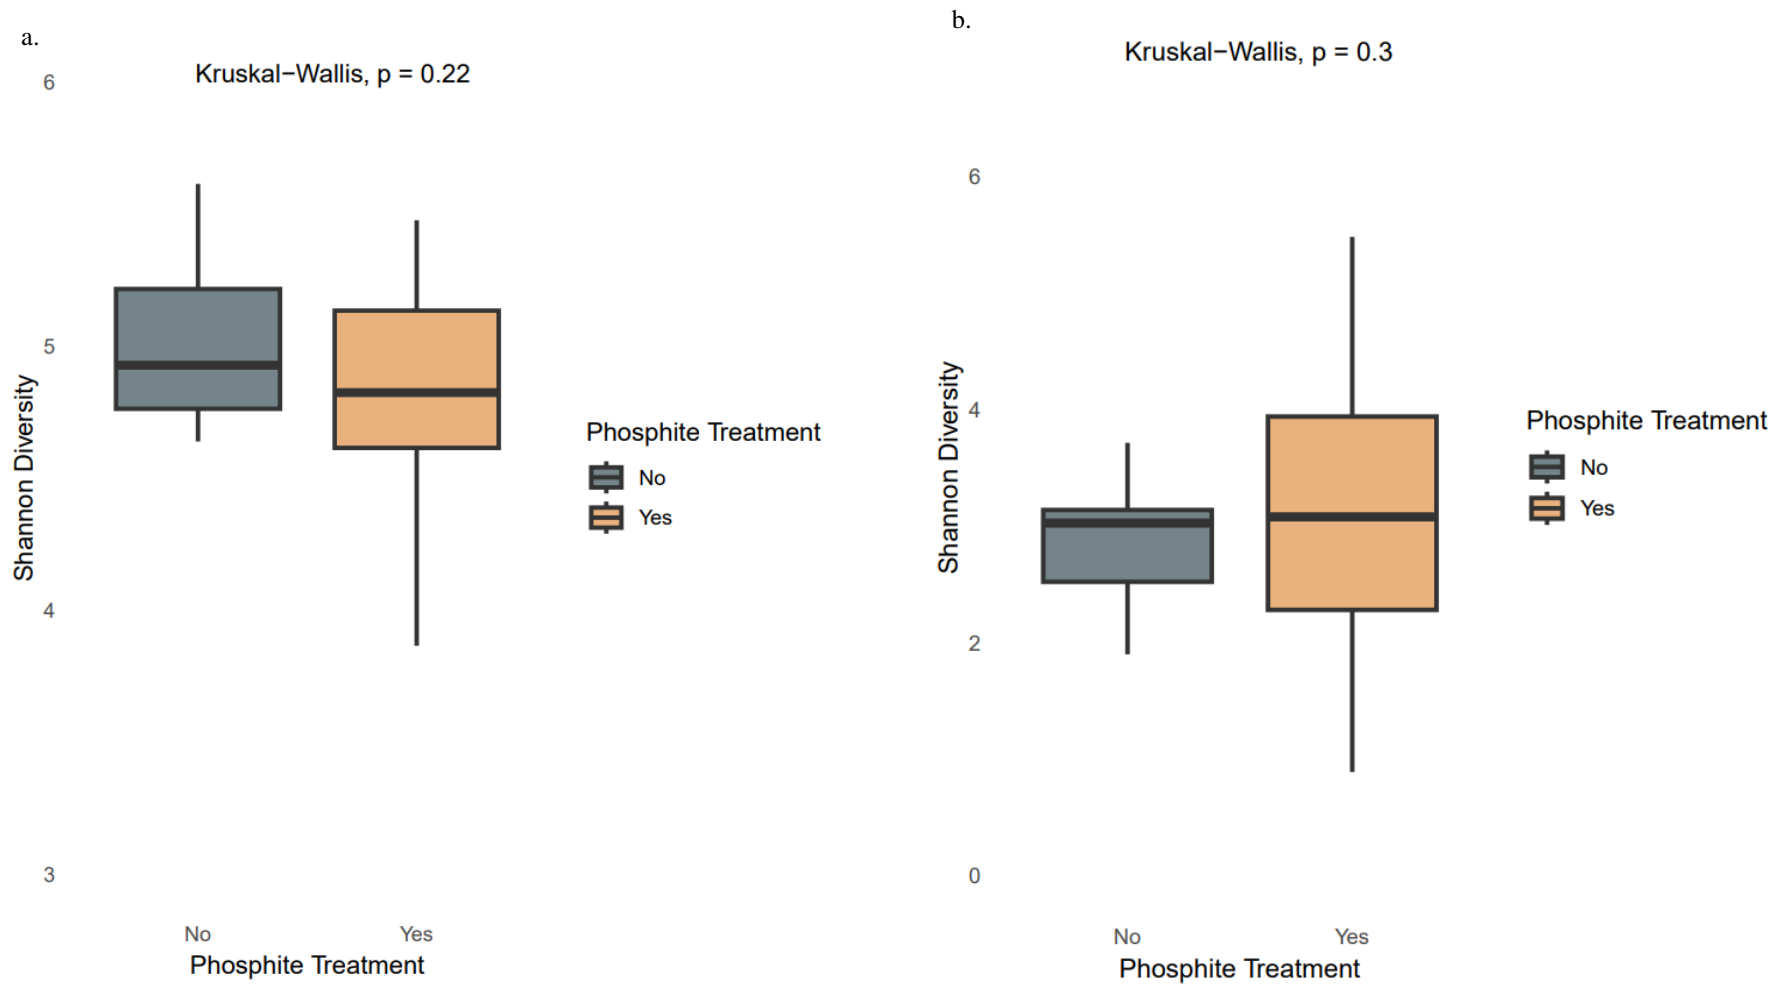 a.
Kruskal−Wallis, p = 0.22
6
5
4
3
Shannon Diversity
No
Yes
Phosphite Treatment
Phosphite Treatment
No
Yes
b.
Kruskal−Wallis, p = 0.3
6
4
2
0
Shannon Diversity
No
Yes
Phosphite Treatment
Phosphite Treatment
No
Yes